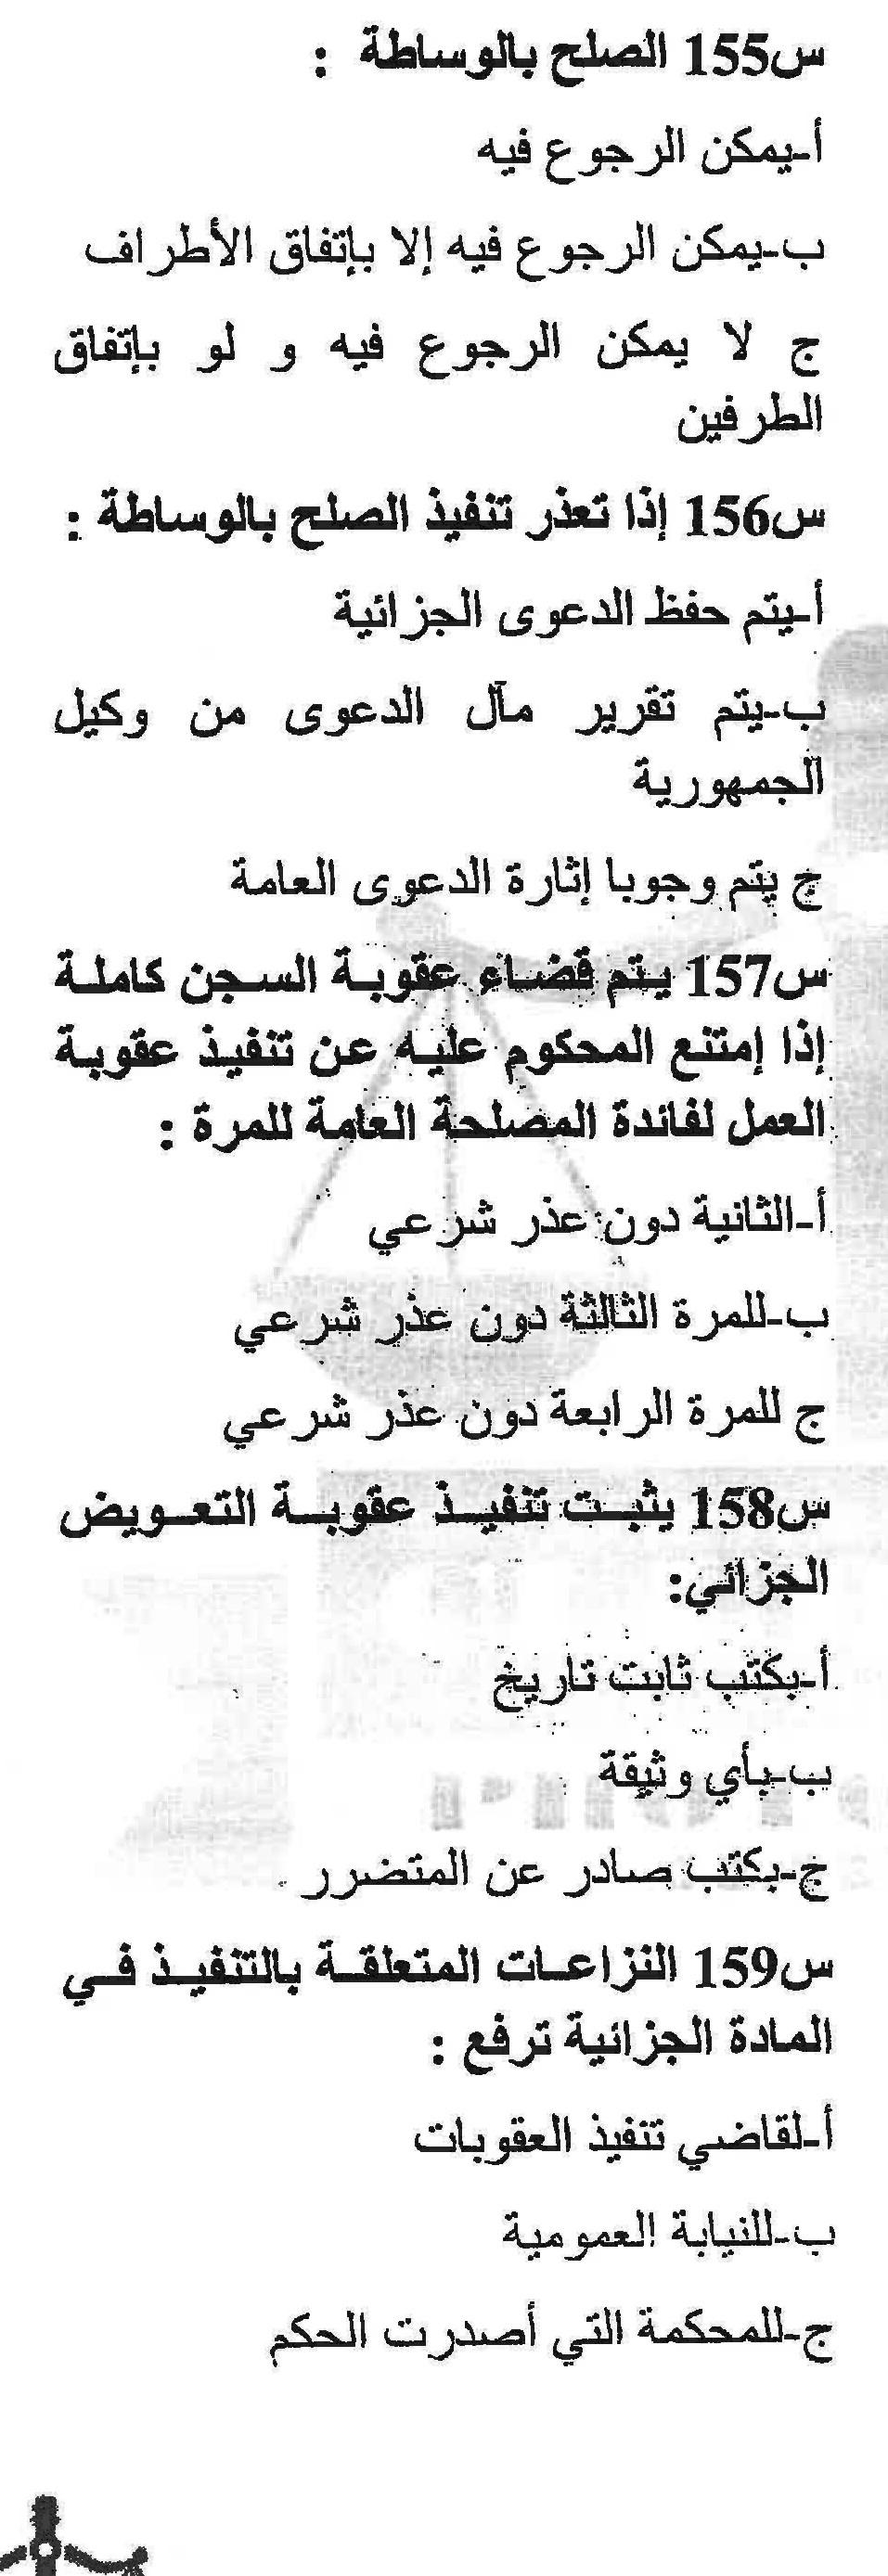 س155 الصلح بالوساطة :
أ-يمكن الرجوع فيه
ب-يمكن الرجوع فيه إلا بإتفاق الأطراف
ج لا يمكن الرجوع فيه و لو بإتفاق
الطرفين
س156 إذا تعذر تنفيذ الصلح بالوساطة :
أ-يتم حفظ الدعوى الجزائية
ب-يتم تقرير مآل الدعوى من وكيل
الجمهورية
ج يتم وجوبا إثارة الدعوى العامة
س157 يتم قضاء عقوبة السجن كاملة
إذا إمتنع المحكوم عليه عن تنفيذ عقوبة
العمل لفائدة المصلحة العامة للمرة :
أ-الثانية دون عذر شرعي
ب-للمرة الثالثة دون عذر شرعي
ج للمرة الرابعة دون عذر شرعي
س158 يثبت تنفيذ عقوبة التعويض
الجزائي:
أ-بكتب ثابت تاريخ
ب-بأي وثيقة
ج-بكتب صادر عن المتضرر
س159 النزاعات المتعلقة بالتنفيذ في
المادة الجزائية ترفع :
أ-لقاضي تنفيذ العقوبات
ب-للنيابة العمومية
ج-للمحكمة التي أصدرت الحكم